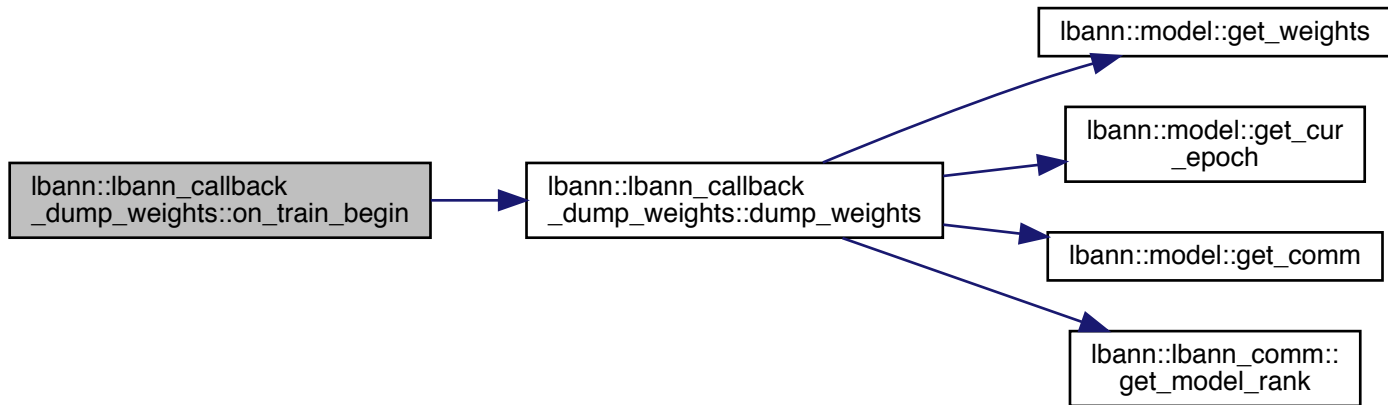 lbann::lbann_callback
_dump_weights::on_train_begin
lbann::lbann_callback
_dump_weights::dump_weights
lbann::model::get_weights
lbann::model::get_cur
_epoch
lbann::model::get_comm
lbann::lbann_comm::
get_model_rank